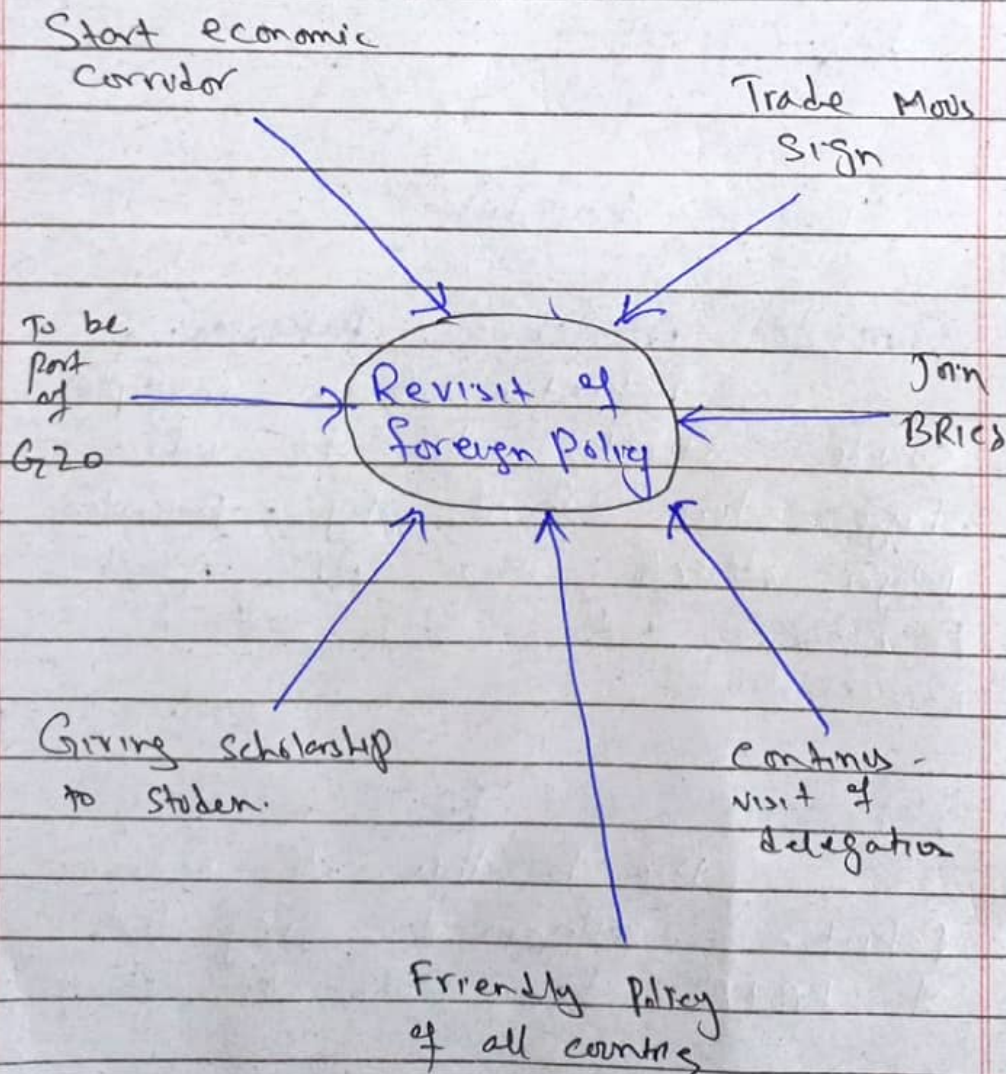 Start economic
Corridor
Trade Mous
Sign
To be
part
of
G20
Revisit of
foreign Policy
Join
BRICS
Giving scholarship
to studen.
continus -
visit of
delegation
Friendly Policy
of all countris